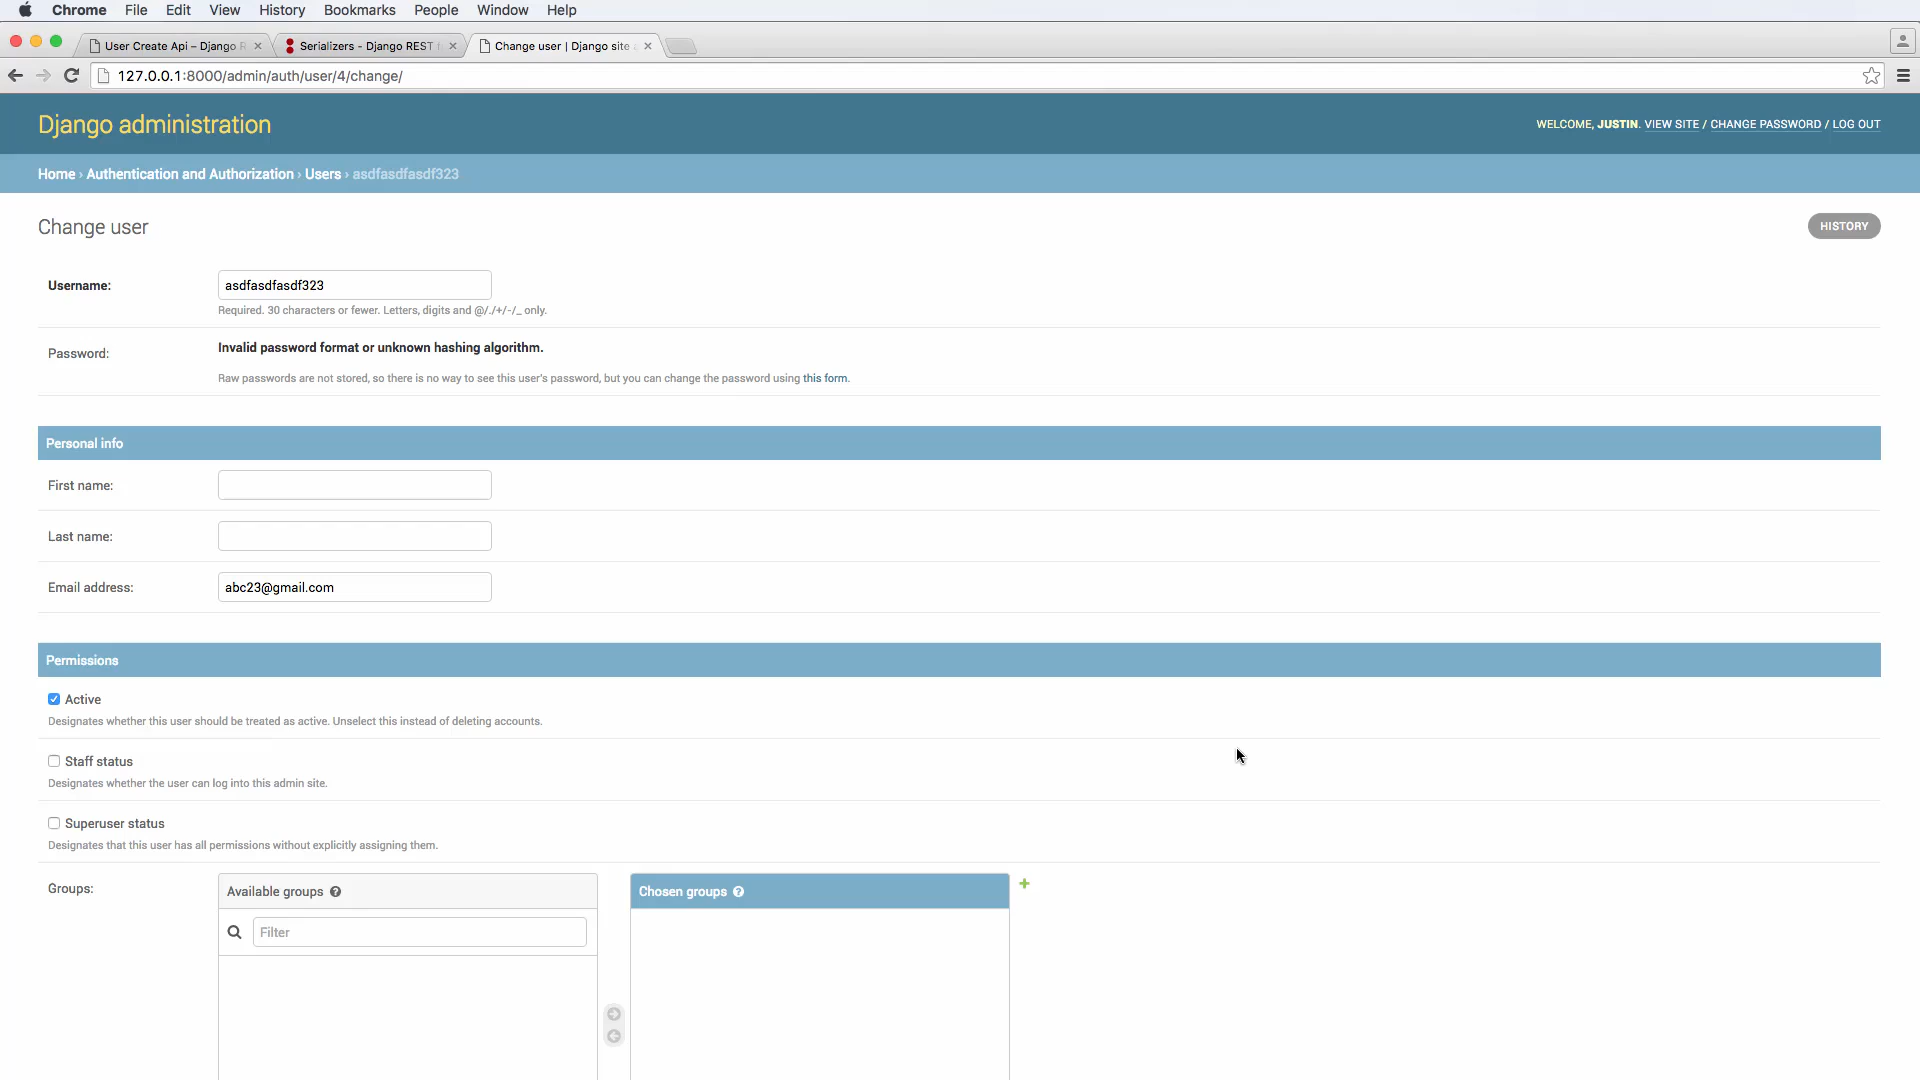 Chrome File Edit View History Bookmarks People Window Help
User Create Api – Django R Serializers - Django REST f Change user | Django site
127.0.0.1:8000/admin/auth/user/4/change/
Django administration WELCOME, JUSTIN. VIEW SITE / CHANGE PASSWORD / LOG OUT
Home › Authentication and Authorization › Users › asdfasdfasdf323
Change user HISTORY
Username: asdfasdfasdf323
Required. 30 characters or fewer. Letters, digits and @/./+/-/_ only.
Password: Invalid password format or unknown hashing algorithm.
Raw passwords are not stored, so there is no way to see this user's password, but you can change the password using this form.
Personal info
First name:
Last name:
Email address: abc23@gmail.com
Permissions
Active
Designates whether this user should be treated as active. Unselect this instead of deleting accounts.
Staff status
Designates whether the user can log into this admin site.
Superuser status
Designates that this user has all permissions without explicitly assigning them.
Groups: Available groups Chosen groups
Filter